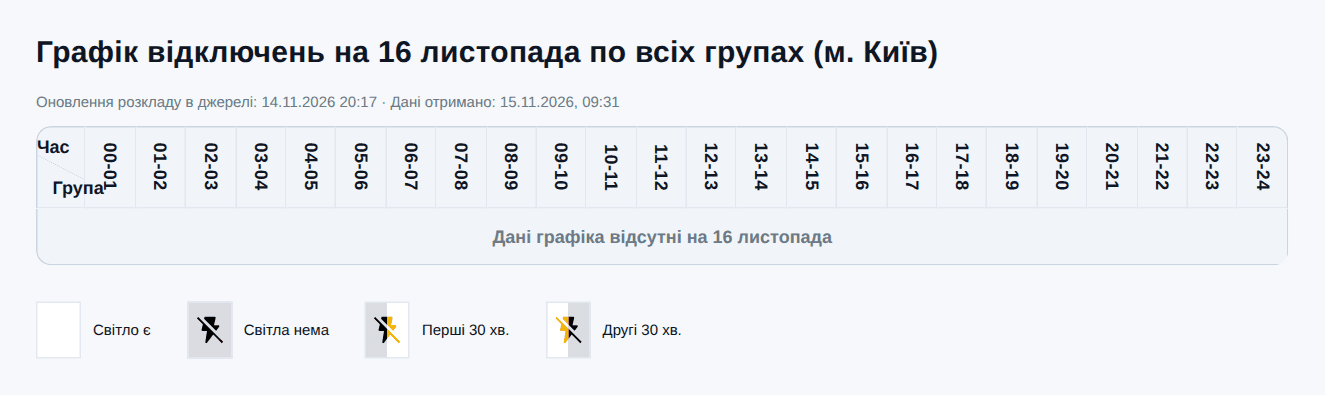 Графік відключень на 16 листопада по всіх групах (м. Київ)
Оновлення розкладу в джерелі: 14.11.2026 20:17 · Дані отримано: 15.11.2026, 09:31
Час
Група
00-01 01-02 02-03 03-04 04-05 05-06 06-07 07-08 08-09 09-10 10-11 11-12 12-13 13-14 14-15 15-16 16-17 17-18 18-19 19-20 20-21 21-22 22-23 23-24
Дані графіка відсутні на 16 листопада
Світло є Світла нема Перші 30 хв. Другі 30 хв.